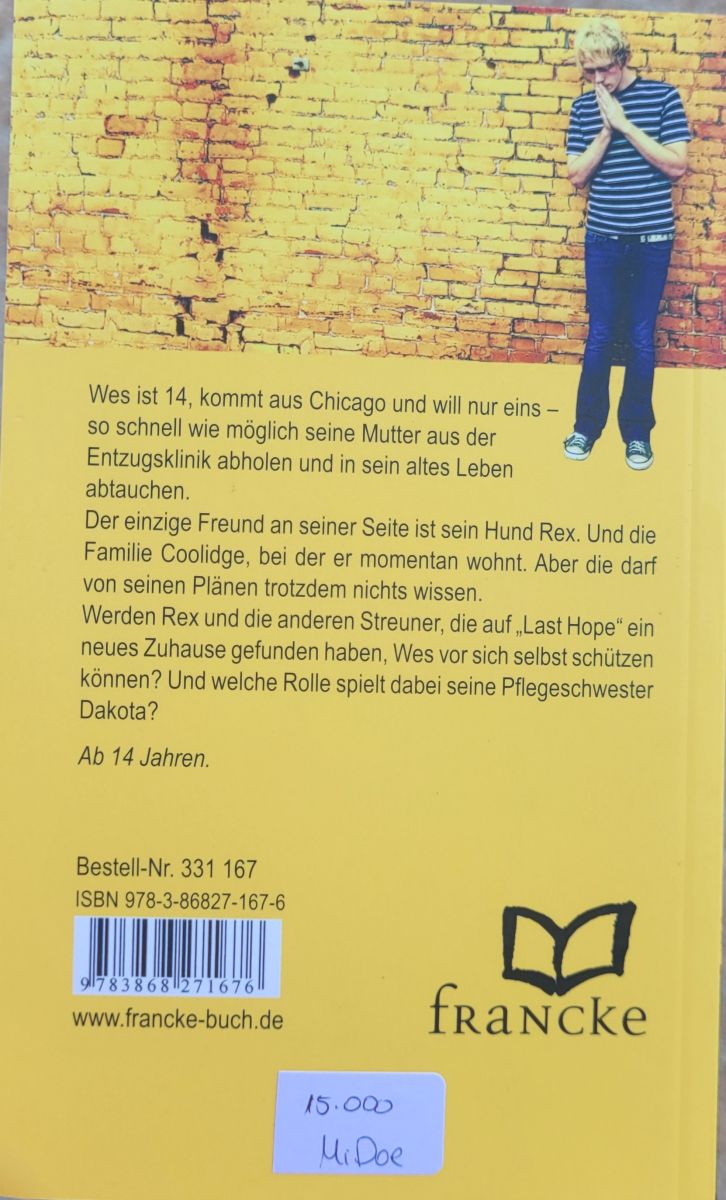 Wes ist 14, kommt aus Chicago und will nur eins –
so schnell wie möglich seine Mutter aus der
Entzugsklinik abholen und in sein altes Leben
abtauchen.
Der einzige Freund an seiner Seite ist sein Hund Rex. Und die
Familie Coolidge, bei der er momentan wohnt. Aber die darf
von seinen Plänen trotzdem nichts wissen.
Werden Rex und die anderen Streuner, die auf „Last Hope“ ein
neues Zuhause gefunden haben, Wes vor sich selbst schützen
können? Und welche Rolle spielt dabei seine Pflegeschwester
Dakota?
Ab 14 Jahren.
Bestell-Nr. 331 167
ISBN 978-3-86827-167-6
9 783868 271676
www.francke-buch.de
francke
15.000
MiDoe